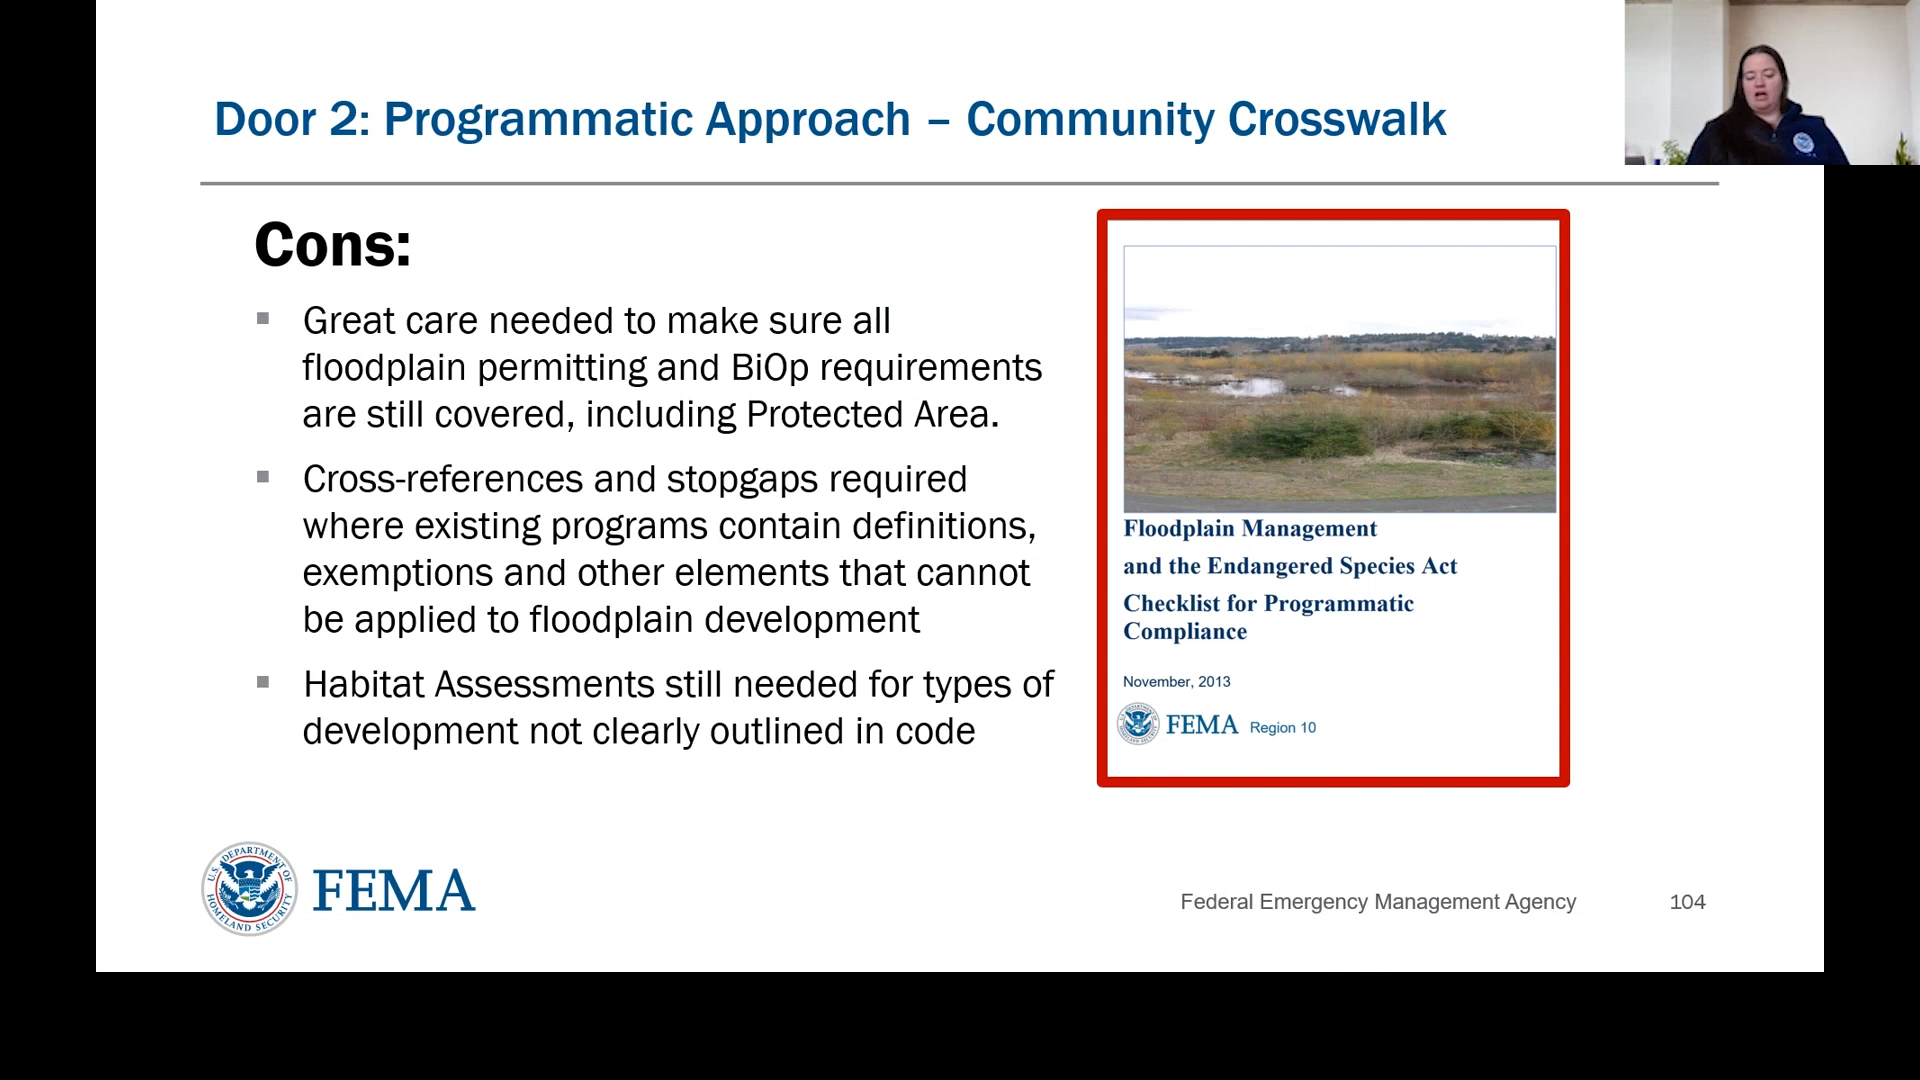 Door 2: Programmatic Approach – Community Crosswalk
Cons:
▪ Great care needed to make sure all
floodplain permitting and BiOp requirements
are still covered, including Protected Area.
▪ Cross-references and stopgaps required
where existing programs contain definitions,
exemptions and other elements that cannot
be applied to floodplain development
▪ Habitat Assessments still needed for types of
development not clearly outlined in code
Floodplain Management
and the Endangered Species Act
Checklist for Programmatic
Compliance
November, 2013
FEMA Region 10
U.S. DEPARTMENT OF
HOMELAND SECURITY
FEMA
Federal Emergency Management Agency
104